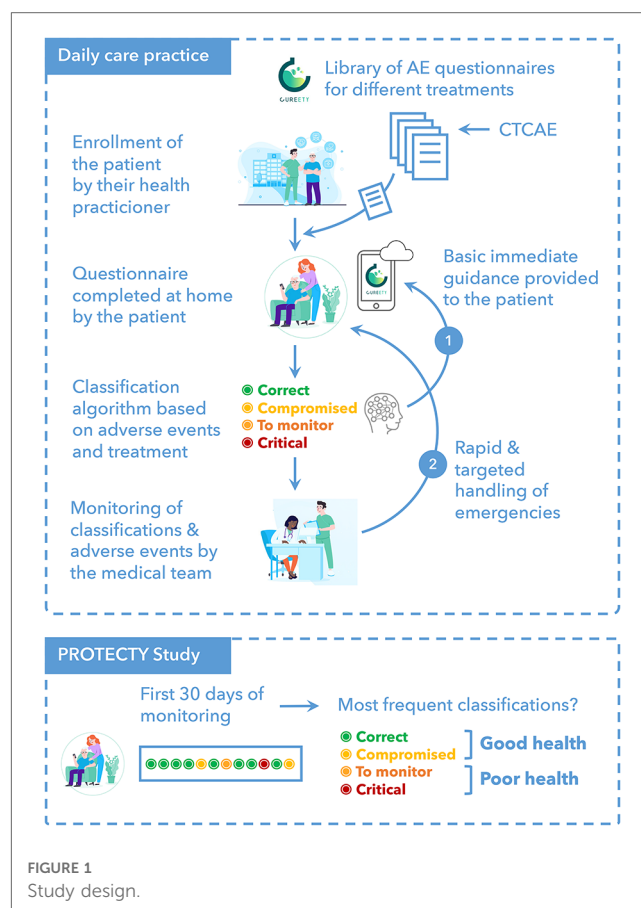 Daily care practice
CUREETY
Library of AE questionnaires
for different treatments
CTCAE
Enrollment of
the patient
by their health
practicioner
Questionnaire
completed at home
by the patient
CUREETY
Basic immediate
guidance provided
to the patient
1
Classification
algorithm based
on adverse events
and treatment
Correct
Compromised
To monitor
Critical
2
Rapid &
targeted
handling of
emergencies
Monitoring of
classifications &
adverse events by
the medical team
PROTECTY Study
First 30 days of
monitoring
Most frequent classifications?
Correct
Compromised
To monitor
Critical
Good health
Poor health
FIGURE 1
Study design.